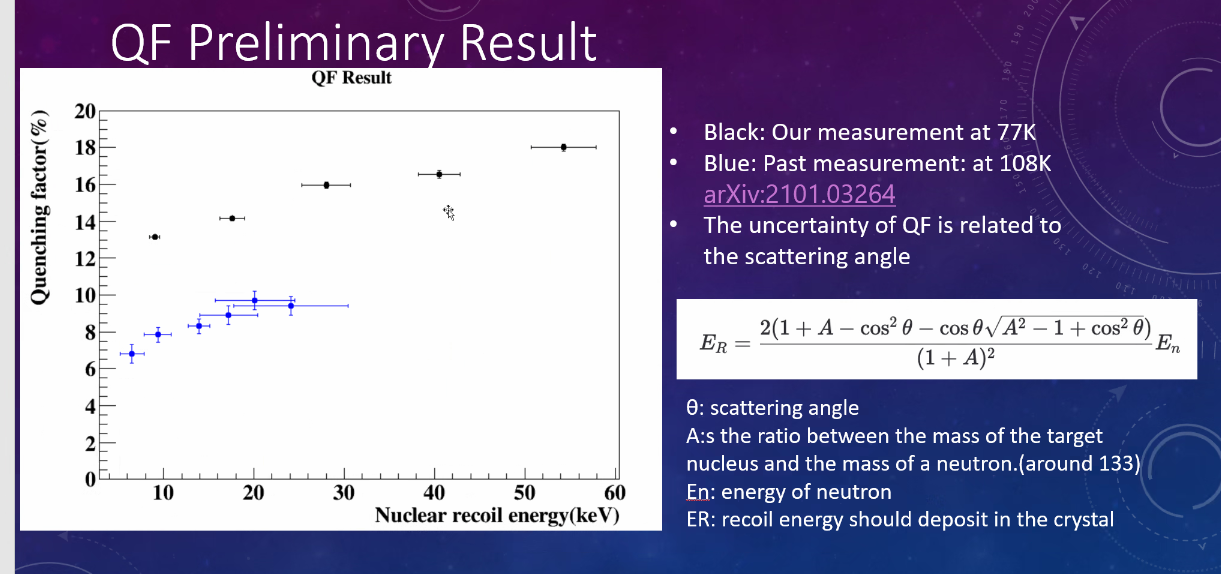 QF Preliminary Result
QF Result
Quenching factor(%)
20
18
16
14
12
10
8
6
4
2
0
10
20
30
40
50
60
Nuclear recoil energy(keV)
• Black: Our measurement at 77K
• Blue: Past measurement: at 108K
arXiv:2101.03264
• The uncertainty of QF is related to
the scattering angle
E_R = \frac{2(1 + A − cos² θ − cos θ√(A² − 1 + cos² θ))}{(1 + A)²} E_n
θ: scattering angle
A:s the ratio between the mass of the target
nucleus and the mass of a neutron.(around 133)
En: energy of neutron
ER: recoil energy should deposit in the crystal